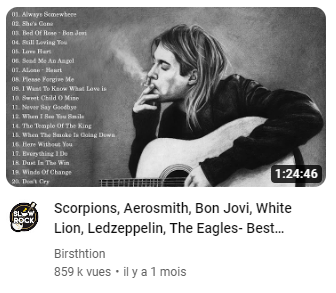 01. Always Somewhere
02. She's Gone
03. Bed Of Rose - Bon Jovi
04. Still Loving You
05. Love Hurt
06. Send Me An Angel
07. ALone - Heart
08. Please Forgive Me
09. I Want To Know What Love is
10. Sweet Child O Mine
11. Never Say Goodbye
12. When I See You Smile
14. The Temple Of The King
15. When The Smoke Is Going Down
16. Here Without You
17. Everything I Do
18. Dust In The Win
19. Winds Of Change
20. Don't Cry
1:24:46
SLOW
ROCK
Scorpions, Aerosmith, Bon Jovi, White
Lion, Ledzeppelin, The Eagles- Best...
Birsthtion
859 k vues • il y a 1 mois